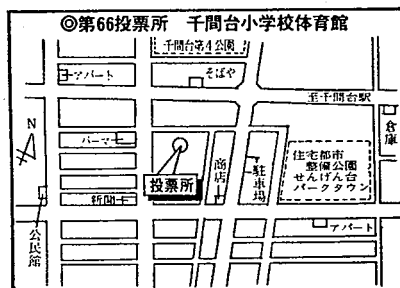 ◎第66投票所 千間台小学校体育館
千間台第4公園
アパート
そばや
至千間台駅
倉庫
N
パーマ
投票所
商店
駐車場
住宅都市
整備公園
せんげん台
パークタウン
新聞
公民館
アパート